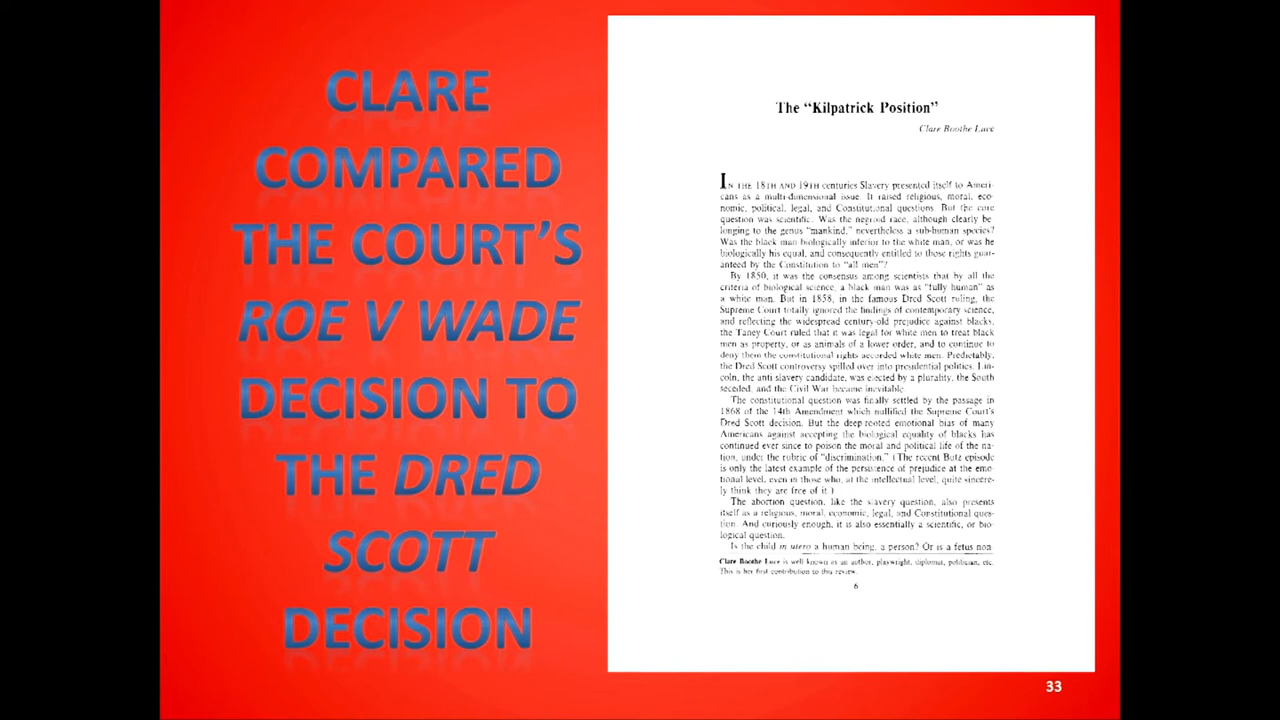 CLARE
COMPARED
THE COURT'S
ROE V WADE
DECISION TO
THE DRED
SCOTT
DECISION
The "Kilpatrick Position"
Clare Boothe Luce
IN THE 18TH AND 19TH centuries Slavery presented itself to Ameri-
cans as a multi-dimensional issue. It raised religious, moral, eco-
nomic, political, legal, and Constitutional questions. But the core
question was scientific. Was the negroid race, although clearly be-
longing to the genus "mankind," nevertheless a sub-human species?
Was the black man biologically inferior to the white man, or was he
biologically his equal, and consequently entitled to those rights guar-
anteed by the Constitution to "all men"?
By 1850, it was the consensus among scientists that by all the
criteria of biological science, a black man was as "fully human" as
a white man. But in 1858, in the famous Dred Scott ruling, the
Supreme Court totally ignored the findings of contemporary science,
and reflecting the widespread century-old prejudice against blacks,
the Taney Court ruled that it was legal for white men to treat black
men as property, or as animals of a lower order, and to continue to
deny them the constitutional rights accorded white men. Predictably,
the Dred Scott controversy spilled over into presidential politics. Lin-
coln, the anti slavery candidate, was elected by a plurality, the South
seceded, and the Civil War became inevitable.
The constitutional question was finally settled by the passage in
1868 of the 14th Amendment which nullified the Supreme Court's
Dred Scott decision. But the deep-rooted emotional bias of many
Americans against accepting the biological equality of blacks has
continued ever since to poison the moral and political life of the na-
tion, under the rubric of "discrimination." (The recent Butz episode
is only the latest example of the persistence of prejudice at the emo-
tional level, even in those who, at the intellectual level, quite sincere-
ly think they are free of it.)
The abortion question, like the slavery question, also presents
itself as a religious, moral, economic, legal, and Constitutional ques-
tion. And curiously enough, it is also essentially a scientific, or bio-
logical question.
Is the child in utero a human being, a person? Or is a fetus non-
Clare Boothe Luce is well known as an author, playwright, diplomat, politician, etc.
This is her first contribution to this review.
6
33